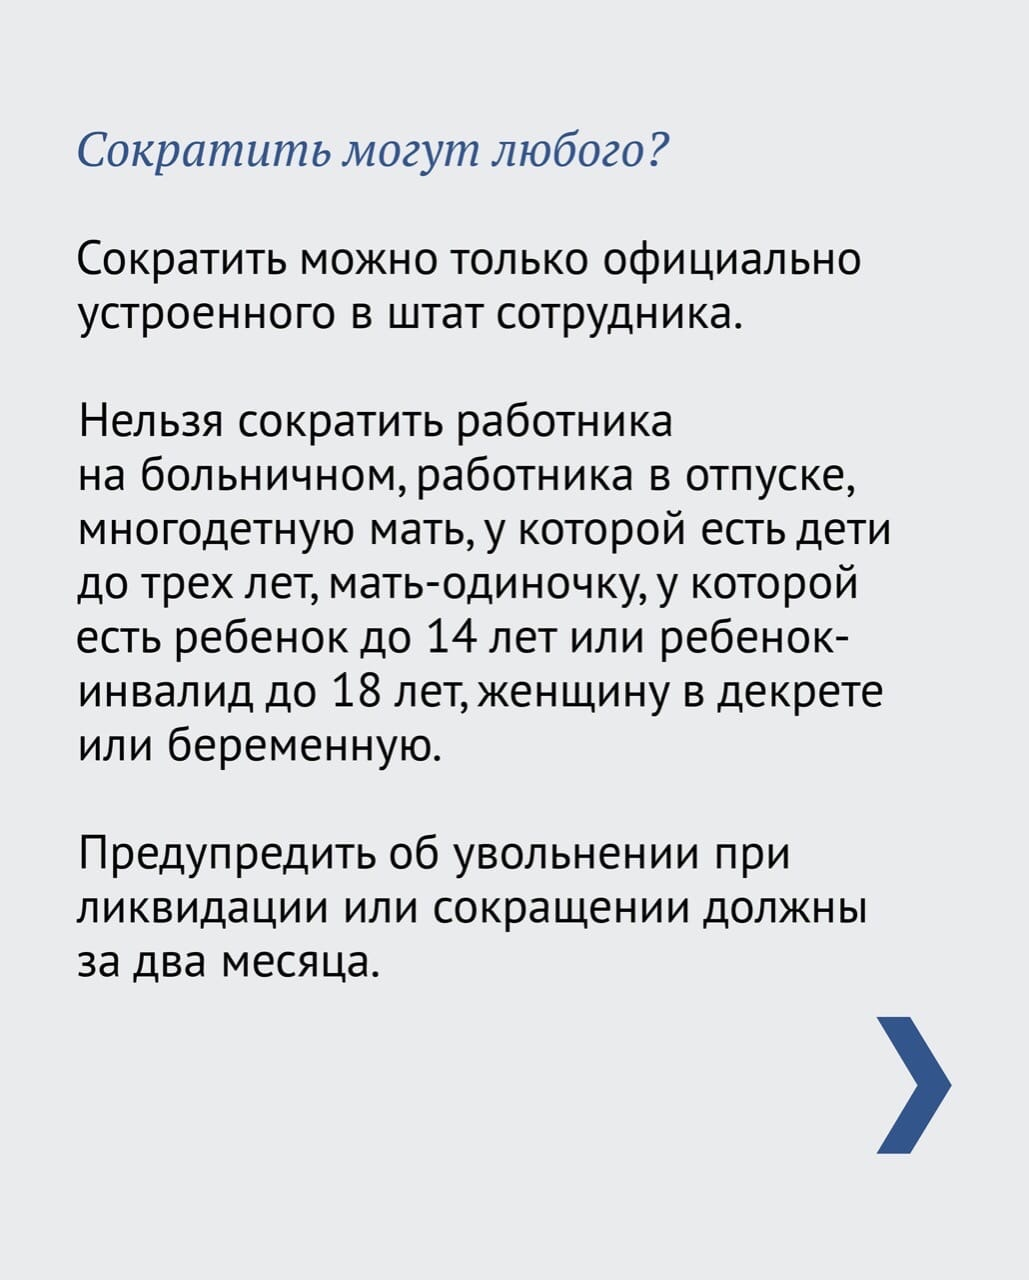 Сократить могут любого?
Сократить можно только официально
устроенного в штат сотрудника.
Нельзя сократить работника
на больничном, работника в отпуске,
многодетную мать, у которой есть дети
до трех лет, мать-одиночку, у которой
есть ребенок до 14 лет или ребенок-
инвалид до 18 лет, женщину в декрете
или беременную.
Предупредить об увольнении при
ликвидации или сокращении должны
за два месяца.